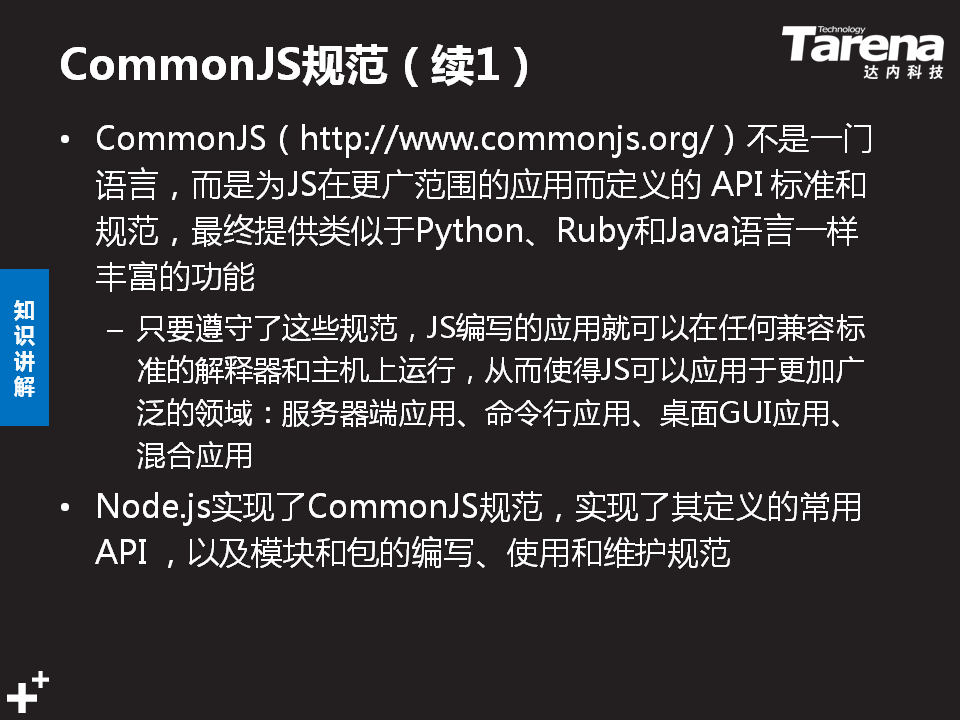 CommonJS规范（续1）
Technology
Tarena
达内科技
• CommonJS（http://www.commonjs.org/）不是一门
语言，而是为JS在更广范围的应用而定义的 API 标准和
规范，最终提供类似于Python、Ruby和Java语言一样
丰富的功能
– 只要遵守了这些规范，JS编写的应用就可以在任何兼容标
准的解释器和主机上运行，从而使得JS可以应用于更加广
泛的领域：服务器端应用、命令行应用、桌面GUI应用、
混合应用
• Node.js实现了CommonJS规范，实现了其定义的常用
API ，以及模块和包的编写、使用和维护规范
知
识
讲
解